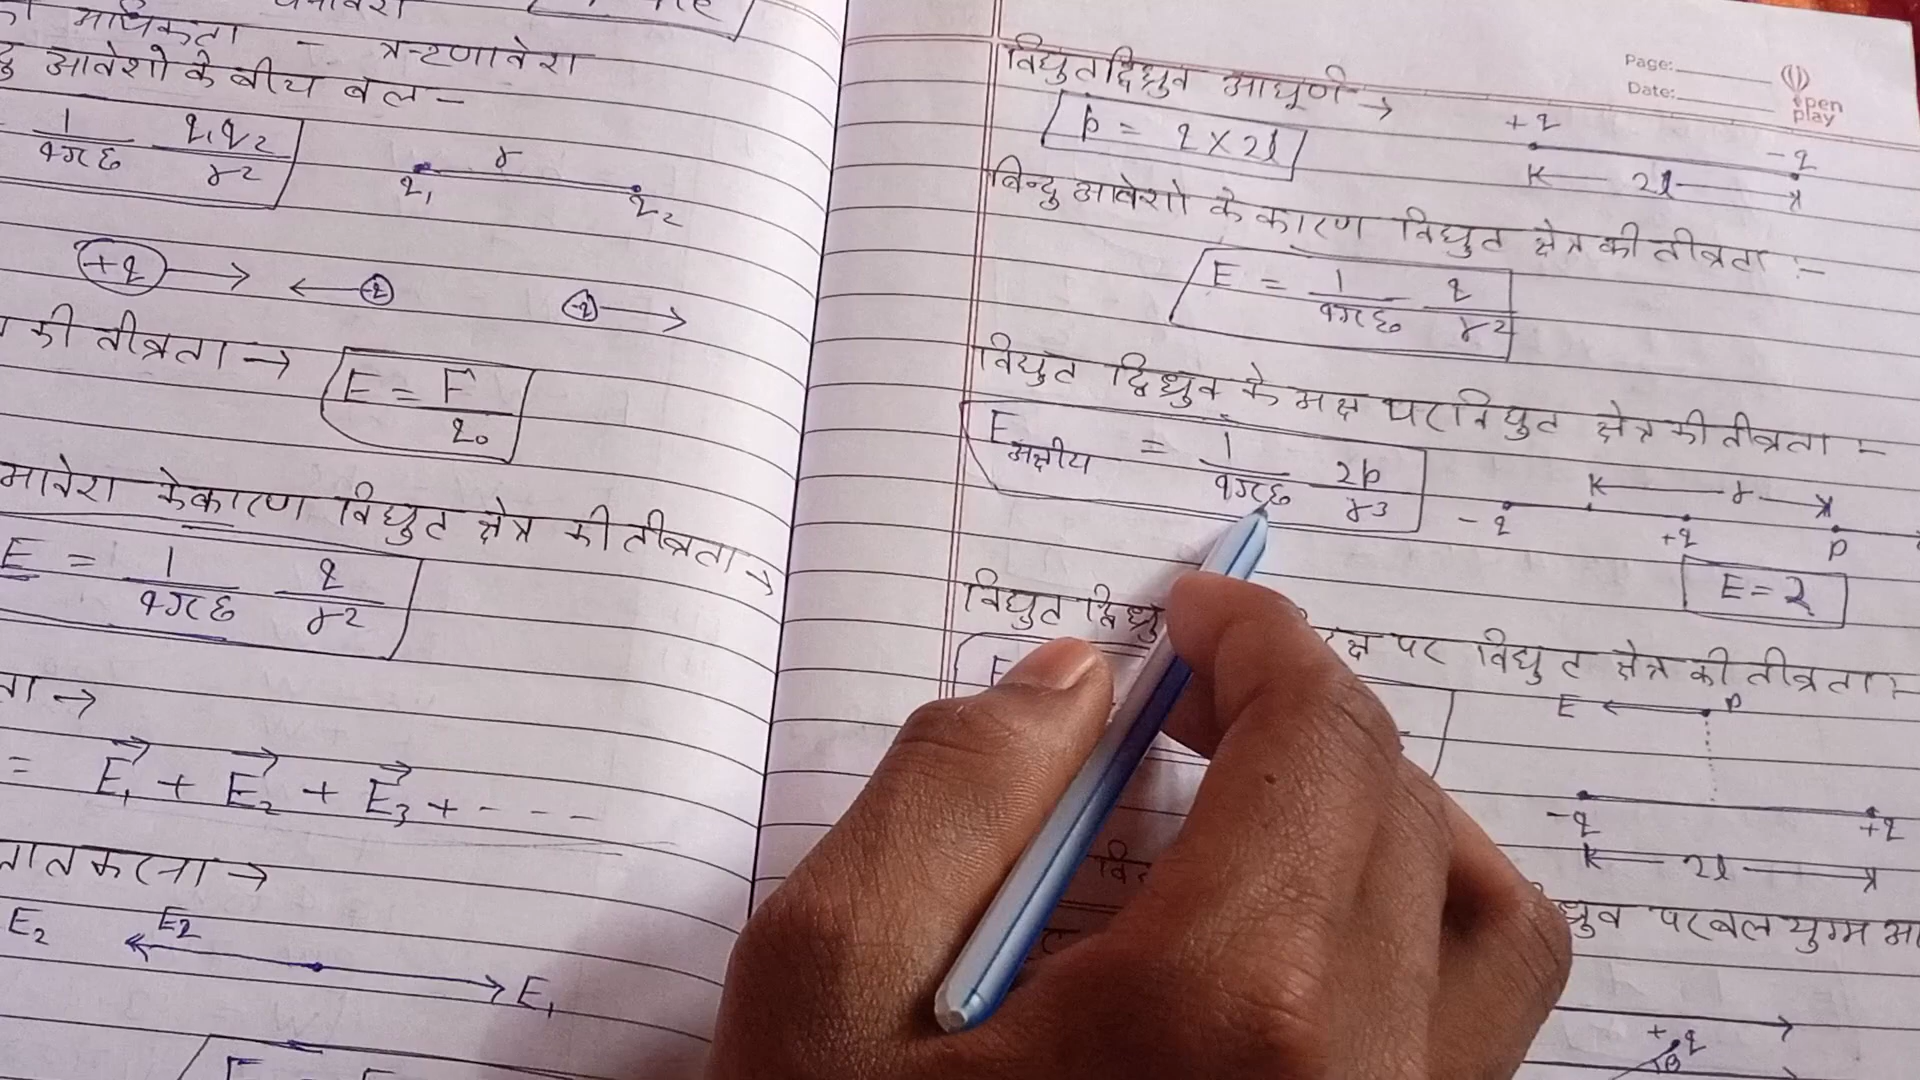 आवेशो के बीच बल -
1/4πε₀ q₁q₂/r²
r
q₁ q₂
+q -q -q
की तीव्रता →
E = F/q₀
के कारण विद्युत क्षेत्र की तीव्रता →
E = 1/4πε₀ q/r²
= E₁ + E₂ + E₃ + - - -
E₂ E₂ E₁
Page:
Date:
pen
play
विद्युत द्विध्रुव आघूर्ण →
p = q × 2l
+q -q
2l
बिन्दु आवेशो के कारण विद्युत क्षेत्र की तीव्रता :-
E = 1/4πε₀ q/r²
विद्युत द्विध्रुव के अक्ष पर विद्युत क्षेत्र की तीव्रता :-
E अक्षीय = 1/4πε₀ 2p/r³
r
-q +q p
E = 2
विद्युत पर विद्युत क्षेत्र की तीव्रता :-
E
E ← p
-q +q
2l
पर बल युग्म
+q
θ